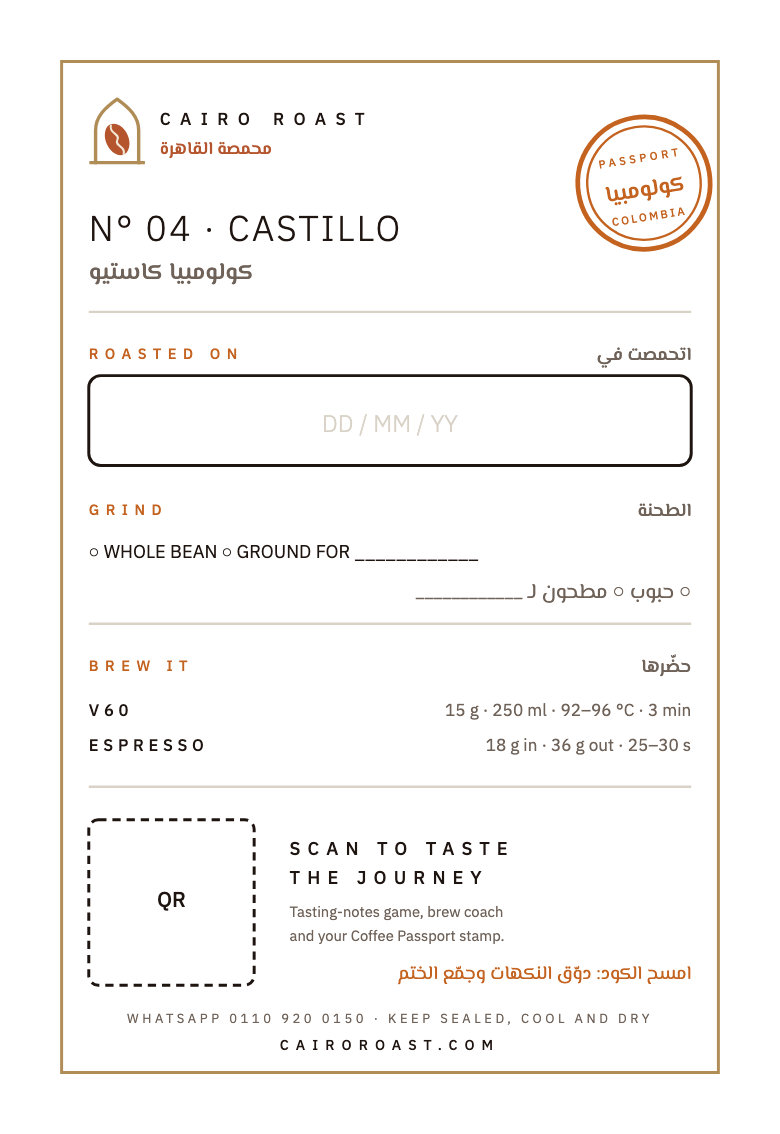 CAIRO ROAST
محمصة القاهرة
PASSPORT
كولومبيا
COLOMBIA
N° 04 · CASTILLO
كولومبيا كاستيو
ROASTED ON
اتحمصت في
DD / MM / YY
GRIND
الطحنة
○ WHOLE BEAN ○ GROUND FOR ____________
○ حبوب ○ مطحون لـ ____________
BREW IT
حضّرها
V60
15 g · 250 ml · 92–96 °C · 3 min
ESPRESSO
18 g in · 36 g out · 25–30 s
QR
SCAN TO TASTE
THE JOURNEY
Tasting-notes game, brew coach
and your Coffee Passport stamp.
امسح الكود: دوّق النكهات وجمّع الختم
WHATSAPP 0110 920 0150 · KEEP SEALED, COOL AND DRY
CAIROROAST.COM